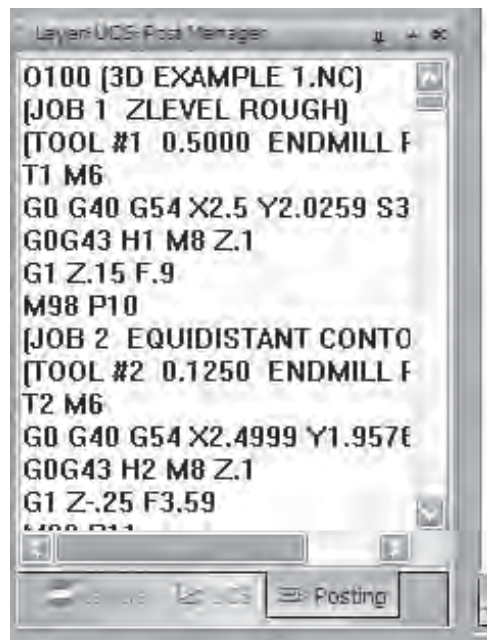 Layer-UCS-Post Manager
O100 (3D EXAMPLE 1.NC)
(JOB 1 ZLEVEL ROUGH)
(TOOL #1 0.5000 ENDMILL
T1 M6
G0 G40 G54 X2.5 Y2.0259 S3
G0G43 H1 M8 Z.1
G1 Z.15 F.9
M98 P10
(JOB 2 EQUIDISTANT CONTO
(TOOL #2 0.1250 ENDMILL
T2 M6
G0 G40 G54 X2.4999 Y1.957
G0G43 H2 M8 Z.1
G1 Z-.25 F3.59
UCS Posting